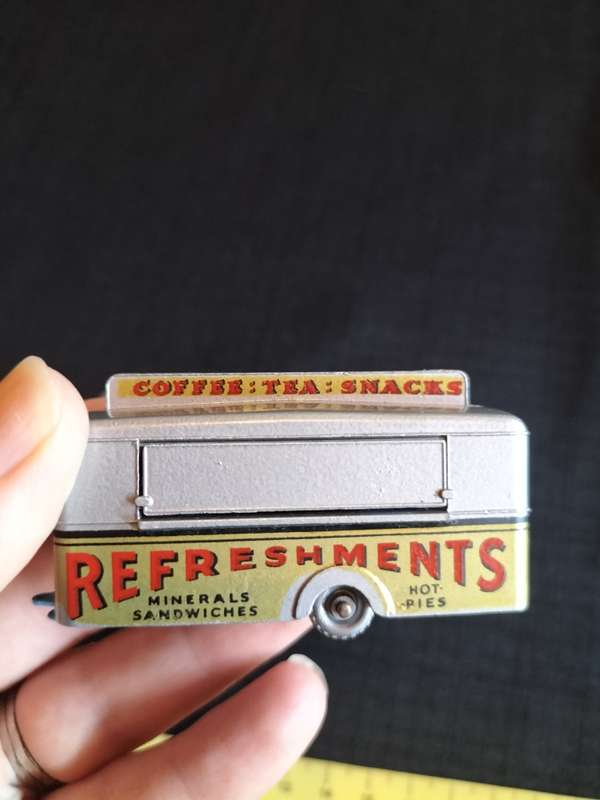 COFFEE : TEA : SNACKS
REFRESHMENTS
MINERALS
SANDWICHES
HOT
PIES